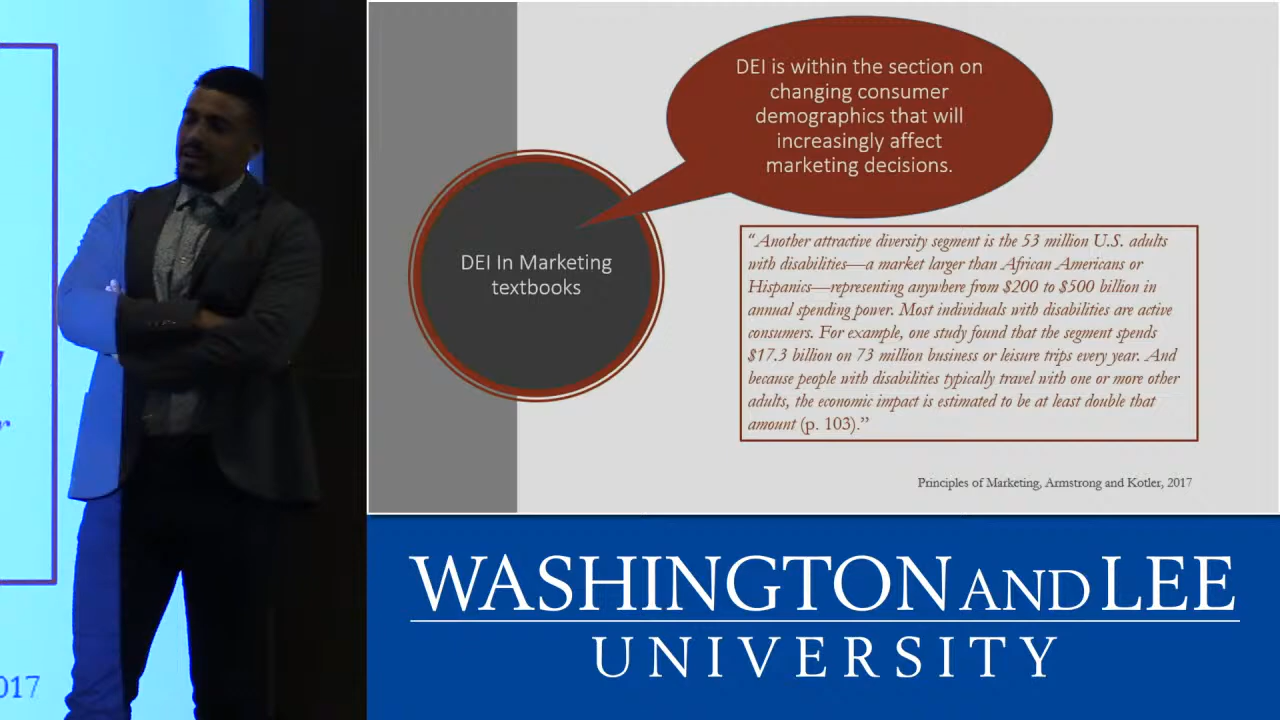 DEI is within the section on
changing consumer
demographics that will
increasingly affect
marketing decisions.
DEI In Marketing
textbooks
“Another attractive diversity segment is the 53 million U.S. adults
with disabilities—a market larger than African Americans or
Hispanics—representing anywhere from $200 to $500 billion in
annual spending power. Most individuals with disabilities are active
consumers. For example, one study found that the segment spends
$17.3 billion on 73 million business or leisure trips every year. And
because people with disabilities typically travel with one or more other
adults, the economic impact is estimated to be at least double that
amount (p. 103).”
Principles of Marketing, Armstrong and Kotler, 2017
WASHINGTON AND LEE
UNIVERSITY
017